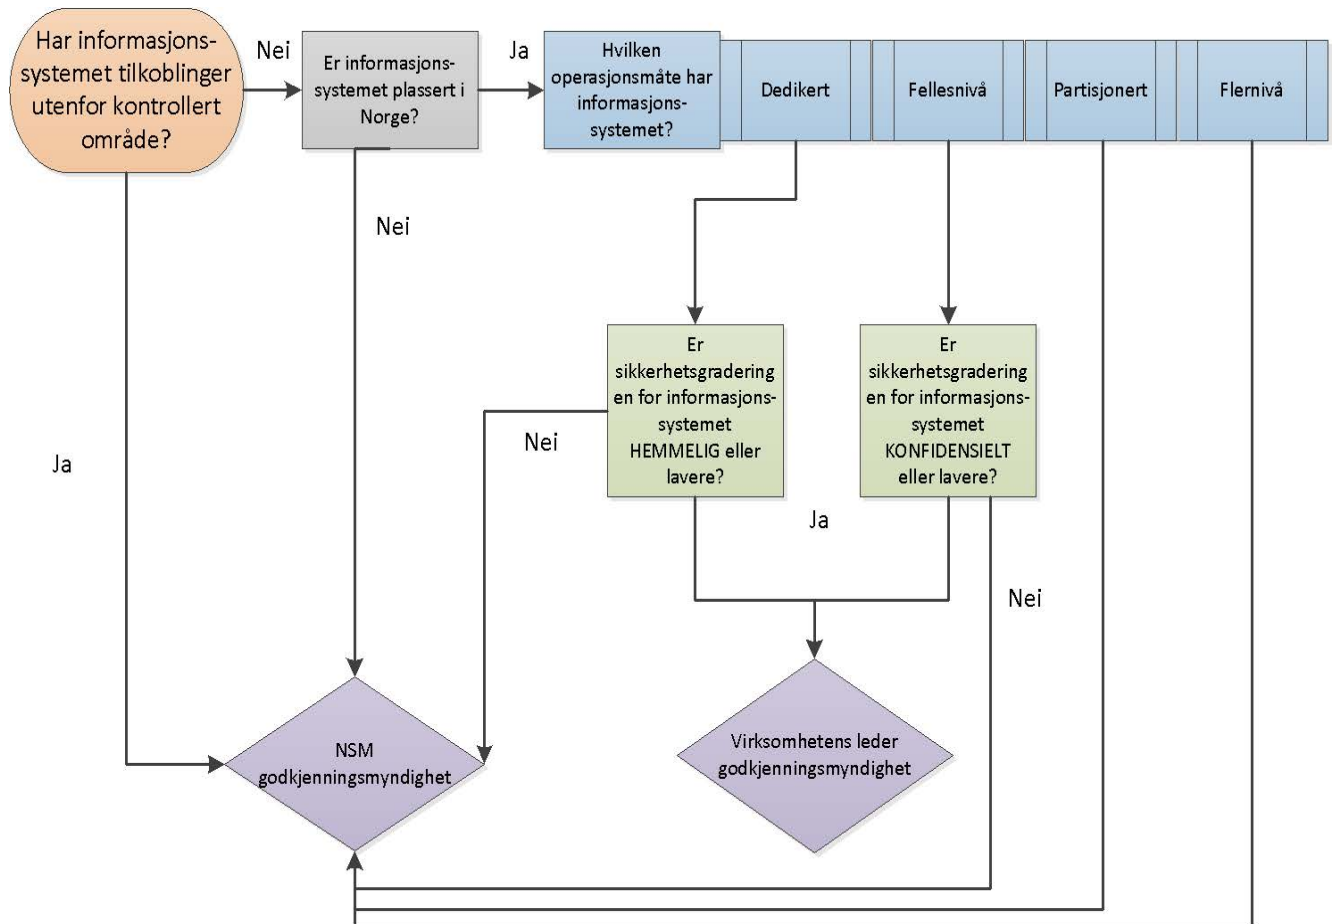 Har informasjons-
systemet tilkoblinger
utenfor kontrollert
område?
Nei
Er informasjons-
systemet plassert i
Norge?
Ja
Hvilken
operasjonsmåte har
informasjons-
systemet?
Dedikert
Fellesnivå
Partisjonert
Flernivå
Nei
Er
sikkerhetsgradering
en for informasjons-
systemet
HEMMELIG eller
lavere?
Er
sikkerhetsgradering
en for informasjons-
systemet
KONFIDENSIELT
eller lavere?
Nei
Ja
Ja
Nei
NSM
godkjenningsmyndighet
Virksomhetens leder
godkjenningsmyndighet